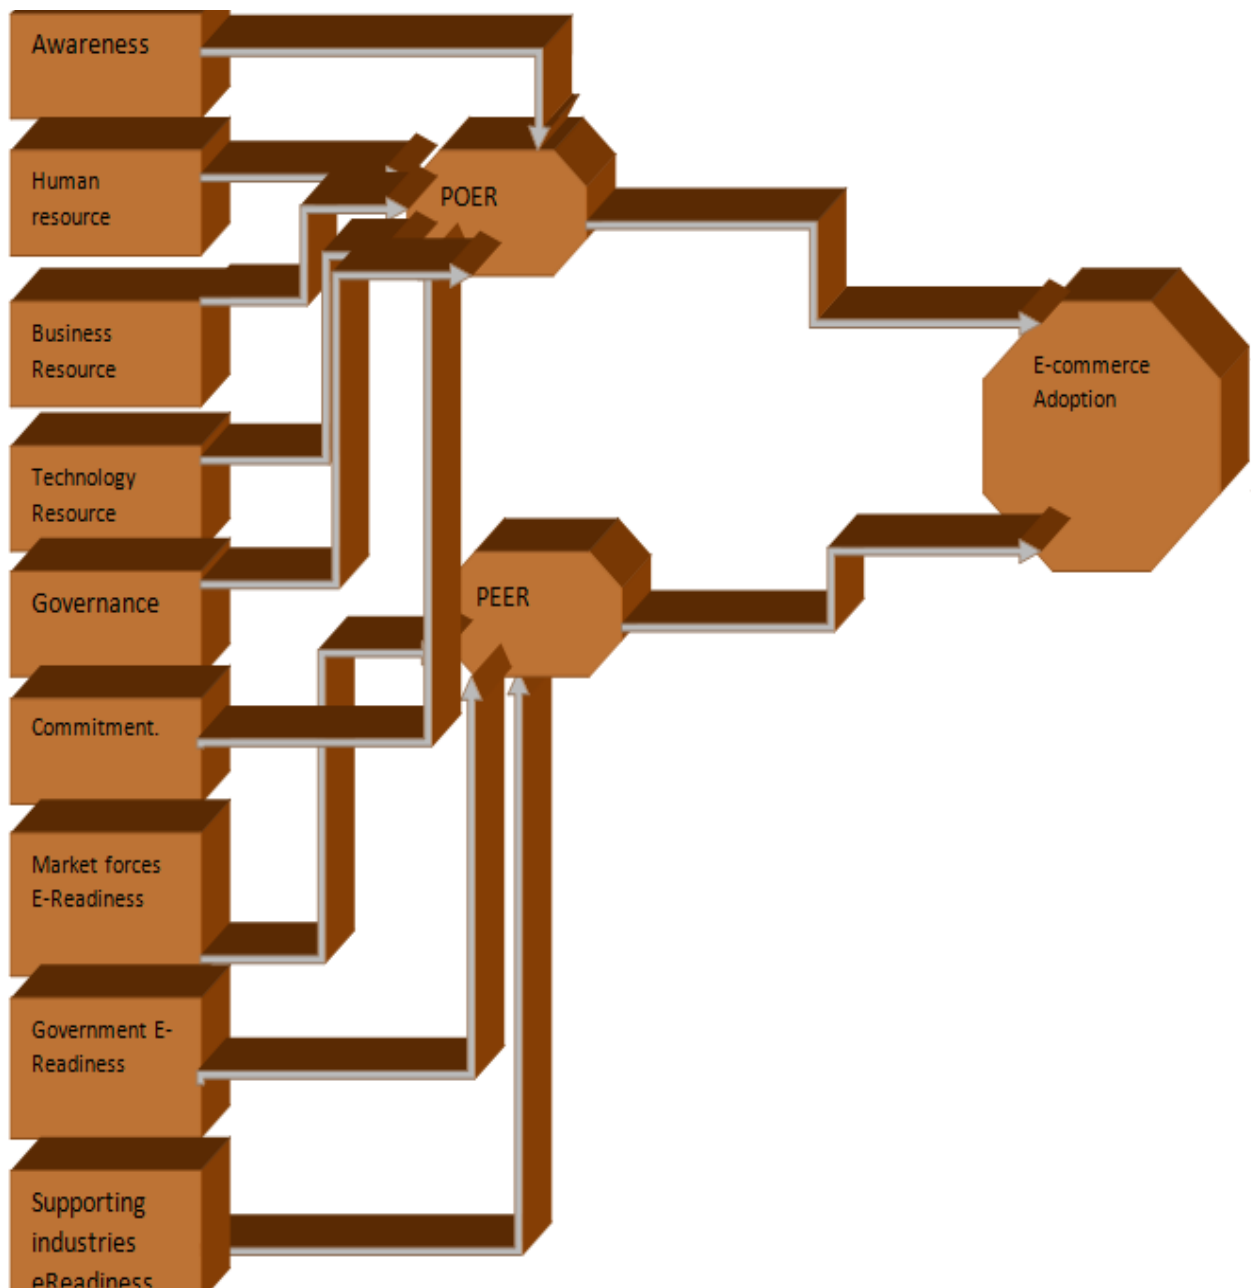 Awareness
Human
resource
POER
Business
Resource
E-commerce
Adoption
Technology
Resource
Governance
PEER
Commitment.
Market forces
E-Readiness
Government E-
Readiness
Supporting
industries
eReadiness